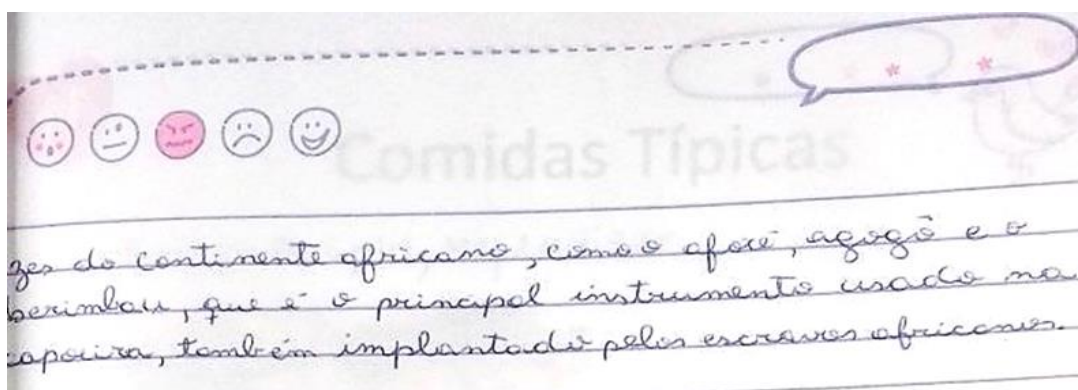 Comidas Típicas
zes do continente africano, como o afoxé, agogô e o
berimbau, que é o principal instrumento usado na
capoeira, também implantado pelos escravos africanos.